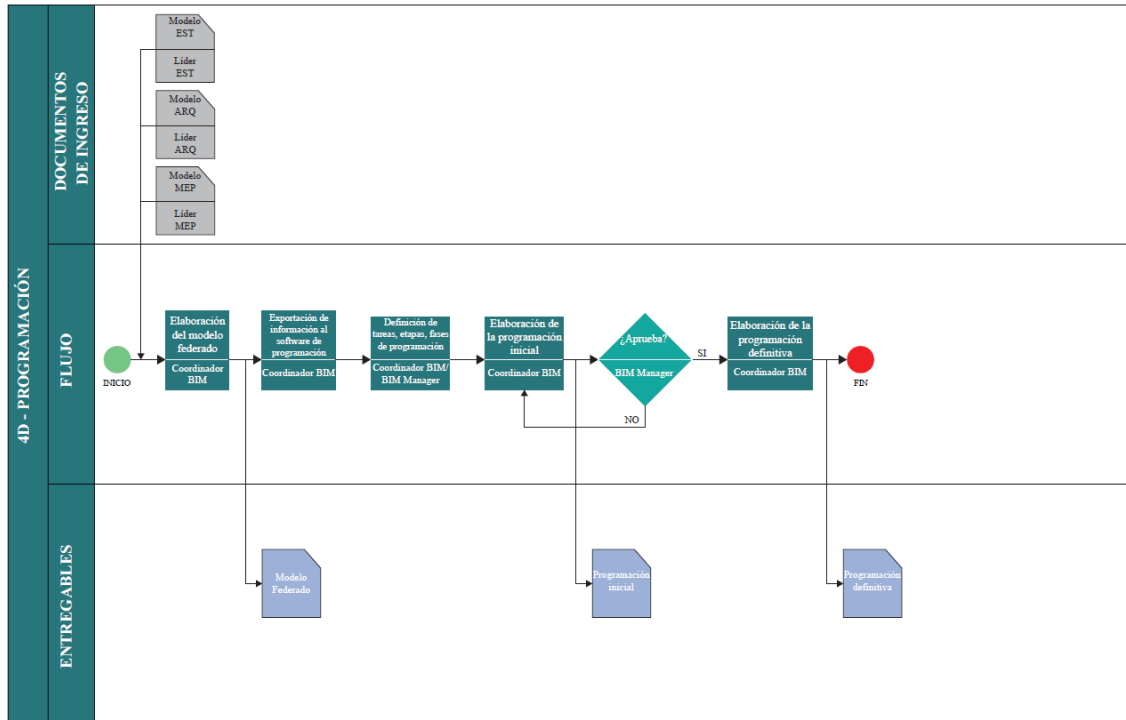 4D - PROGRAMACIÓN
DOCUMENTOS
DE INGRESO
Modelo
EST
Líder
EST
Modelo
ARQ
Líder
ARQ
Modelo
MEP
Líder
MEP
FLUJO
INICIO
Elaboración
del modelo
federado
Coordinador
BIM
Exportación de
información al
software de
programación
Coordinador BIM
Definición de
tareas, etapas, fases
de programación
Coordinador BIM/
BIM Manager
Elaboración de
la programación
inicial
Coordinador BIM
¿Aprueba?
BIM Manager
SI
NO
Elaboración de la
programación
definitiva
Coordinador BIM
FIN
ENTREGABLES
Modelo
Federado
Programación
inicial
Programación
definitiva